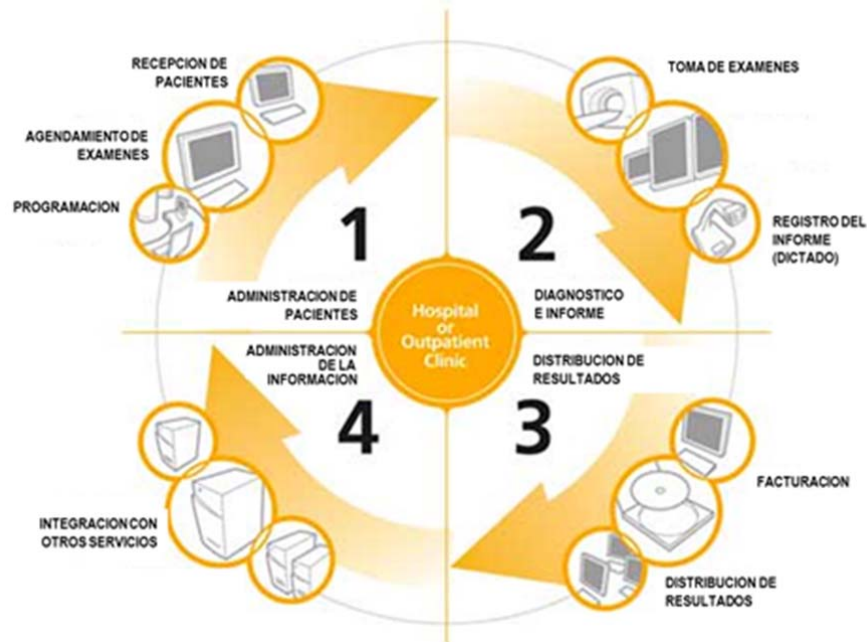 RECEPCION DE
PACIENTES
AGENDAMIENTO DE
EXAMENES
PROGRAMACION
1
ADMINISTRACION DE
PACIENTES
TOMA DE EXAMENES
REGISTRO DEL
INFORME
(DICTADO)
2
DIAGNOSTICO
E INFORME
Hospital
or
Outpatient
Clinic
DISTRIBUCION DE
RESULTADOS
3
FACTURACION
DISTRIBUCION DE
RESULTADOS
ADMINISTRACION
DE LA
INFORMACION
4
INTEGRACION CON
OTROS SERVICIOS